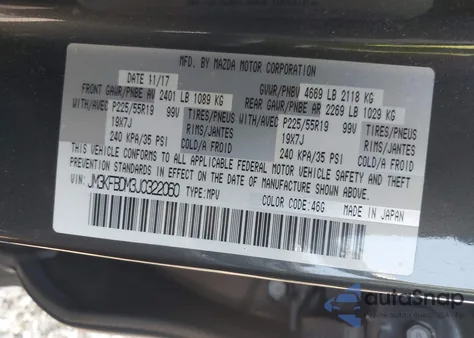 MFD. BY MAZDA MOTOR CORPORATION
DATE 11/17 GVWR/PNBV 4669 LB 2118 KG
FRONT GAWR/PNBE AV 2401 LB 1089 KG REAR GAWR/PNBE AR 2269 LB 1029 KG
WITH/AVEC P225/55R19 99V TIRES/PNEUS WITH/AVEC P225/55R19 99V TIRES/PNEUS
19X7J RIMS/JANTES 19X7J RIMS/JANTES
240 KPA/35 PSI COLD/A FROID 240 KPA/35 PSI
THIS VEHICLE CONFORMS TO ALL APPLICABLE FEDERAL MOTOR VEHICLE SAFETY, BUMPER, AND THEFT
PREVENTION STANDARDS IN EFFECT ON THE DATE OF MANUFACTURE SHOWN ABOVE.
VIN: JM3KFBDM3J0322060 TYPE:MPV
COLOR CODE:46G MADE IN JAPAN
autoSnap